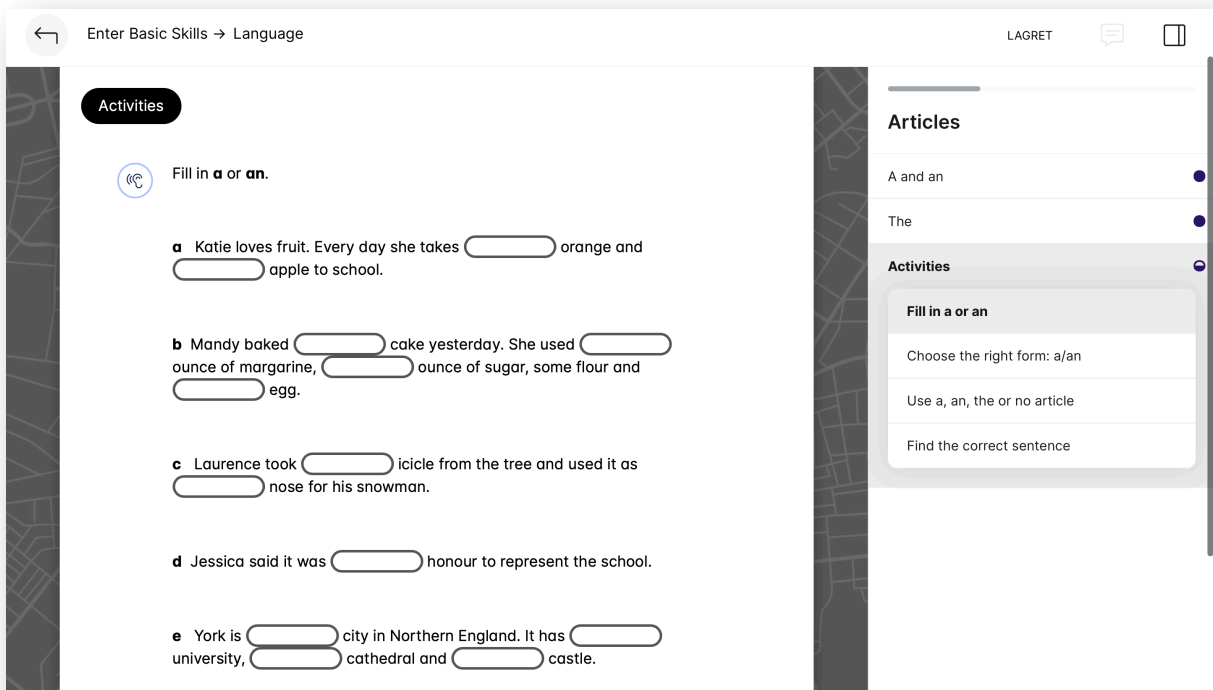 Enter Basic Skills → Language
LAGRET
Activities
Fill in a or an.
a Katie loves fruit. Every day she takes orange and
apple to school.
b Mandy baked cake yesterday. She used
ounce of margarine, ounce of sugar, some flour and
egg.
c Laurence took icicle from the tree and used it as
nose for his snowman.
d Jessica said it was honour to represent the school.
e York is city in Northern England. It has
university, cathedral and castle.
Articles
A and an
The
Activities
Fill in a or an
Choose the right form: a/an
Use a, an, the or no article
Find the correct sentence